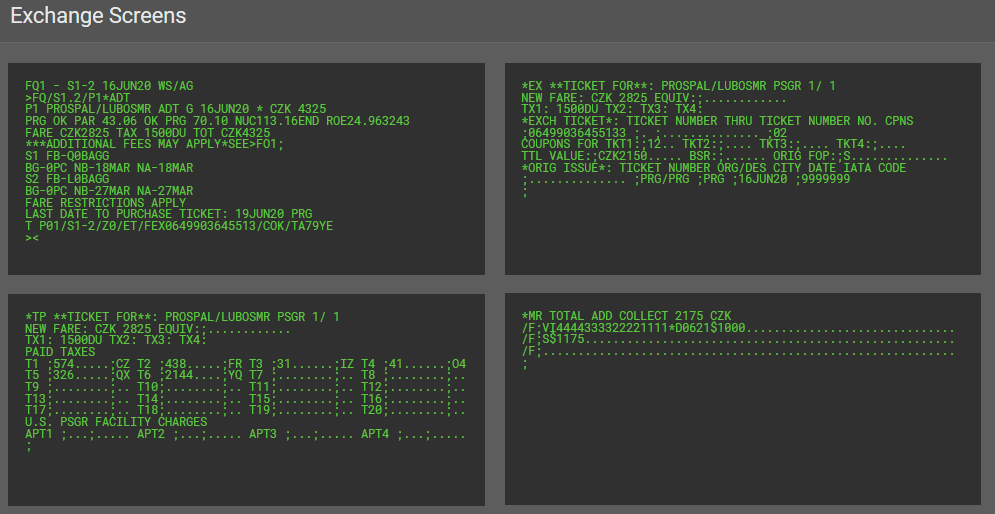 Exchange Screens
FQ1 - S1-2 16JUN20 WS/AG
>FQ/S1.2/P1*ADT
P1 PROSPAL/LUBOSMR ADT G 16JUN20 * CZK 4325
PRG OK PAR 43.06 OK PRG 70.10 NUC113.16END ROE24.963243
FARE CZK2825 TAX 1500DU TOT CZK4325
***ADDITIONAL FEES MAY APPLY*SEE>FO1;
S1 FB-Q0BAGG
BG-0PC NB-18MAR NA-18MAR
S2 FB-L0BAGG
BG-0PC NB-27MAR NA-27MAR
FARE RESTRICTIONS APPLY
LAST DATE TO PURCHASE TICKET: 19JUN20 PRG
T P01/S1-2/Z0/ET/FEX0649903645513/COK/TA79YE
><
*EX **TICKET FOR**: PROSPAL/LUBOSMR PSGR 1/ 1
NEW FARE: CZK 2825 EQUIV:;............
TX1: 1500DU TX2: TX3: TX4:
*EXCH TICKET*: TICKET NUMBER THRU TICKET NUMBER NO. CPNS
;06499036455133 ;. ;.............. ;02
COUPONS FOR TKT1:;12.. TKT2:;.... TKT3:;.... TKT4:;....
TTL VALUE:;CZK2150..... BSR:;...... ORIG FOP:;S..............
*ORIG ISSUE*: TICKET NUMBER ORG/DES CITY DATE IATA CODE
;.............. ;PRG/PRG ;PRG ;16JUN20 ;9999999
;
*TP **TICKET FOR**: PROSPAL/LUBOSMR PSGR 1/ 1
NEW FARE: CZK 2825 EQUIV:;............
TX1: 1500DU TX2: TX3: TX4:
PAID TAXES
T1 ;574.....;CZ T2 ;438.....;FR T3 ;31......;IZ T4 ;41......;O4
T5 ;326.....;QX T6 ;2144....;YQ T7 ;........;.. T8 ;........;..
T9 ;........;.. T10;........;.. T11;........;.. T12;........;..
T13;........;.. T14;........;.. T15;........;.. T16;........;..
T17;........;.. T18;........;.. T19;........;.. T20;........;..
U.S. PSGR FACILITY CHARGES
APT1 ;...;..... APT2 ;...;..... APT3 ;...;..... APT4 ;...;.....
;
*MR TOTAL ADD COLLECT 2175 CZK
/F;VI4444333322221111*D0621$1000.............................
/F;S$1175....................................................
/F;..........................................................
;